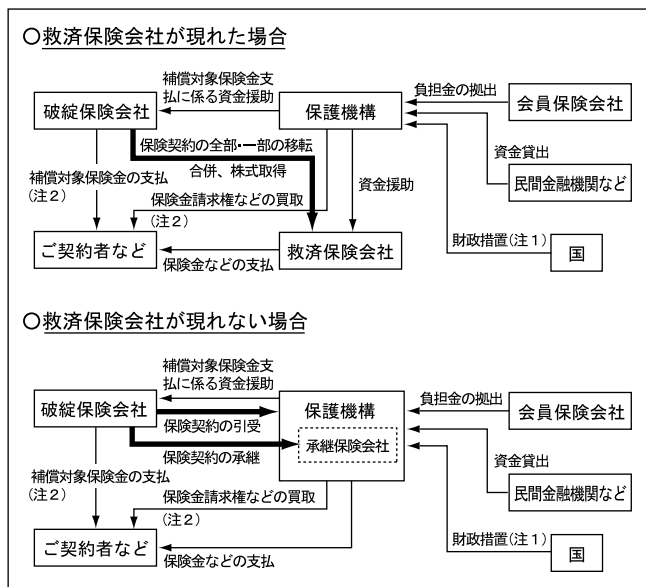 ○救済保険会社が現れた場合
補償対象保険金支
払に係る資金援助
負担金の拠出
破綻保険会社
保護機構
会員保険会社
保険契約の全部・一部の移転
合併、株式取得
資金貸出
補償対象保険金の支払
(注2)
保険金請求権などの買取
(注2)
資金援助
民間金融機関など
ご契約者など
救済保険会社
財政措置(注1)
国
保険金などの支払
○救済保険会社が現れない場合
補償対象保険金支
払に係る資金援助
負担金の拠出
破綻保険会社
保護機構
会員保険会社
保険契約の引受
承継保険会社
保険契約の承継
資金貸出
補償対象保険金の支払
(注2)
保険金請求権などの買取
(注2)
民間金融機関など
ご契約者など
財政措置(注1)
国
保険金などの支払